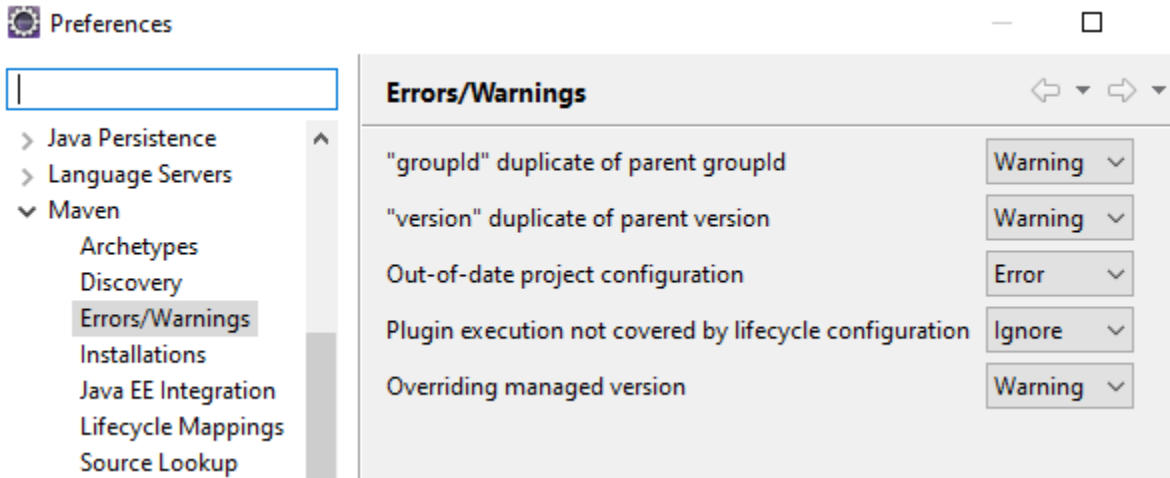 Preferences
Errors/Warnings
Java Persistence
Language Servers
Maven
Archetypes
Discovery
Errors/Warnings
Installations
Java EE Integration
Lifecycle Mappings
Source Lookup
"groupId" duplicate of parent groupId Warning
"version" duplicate of parent version Warning
Out-of-date project configuration Error
Plugin execution not covered by lifecycle configuration Ignore
Overriding managed version Warning